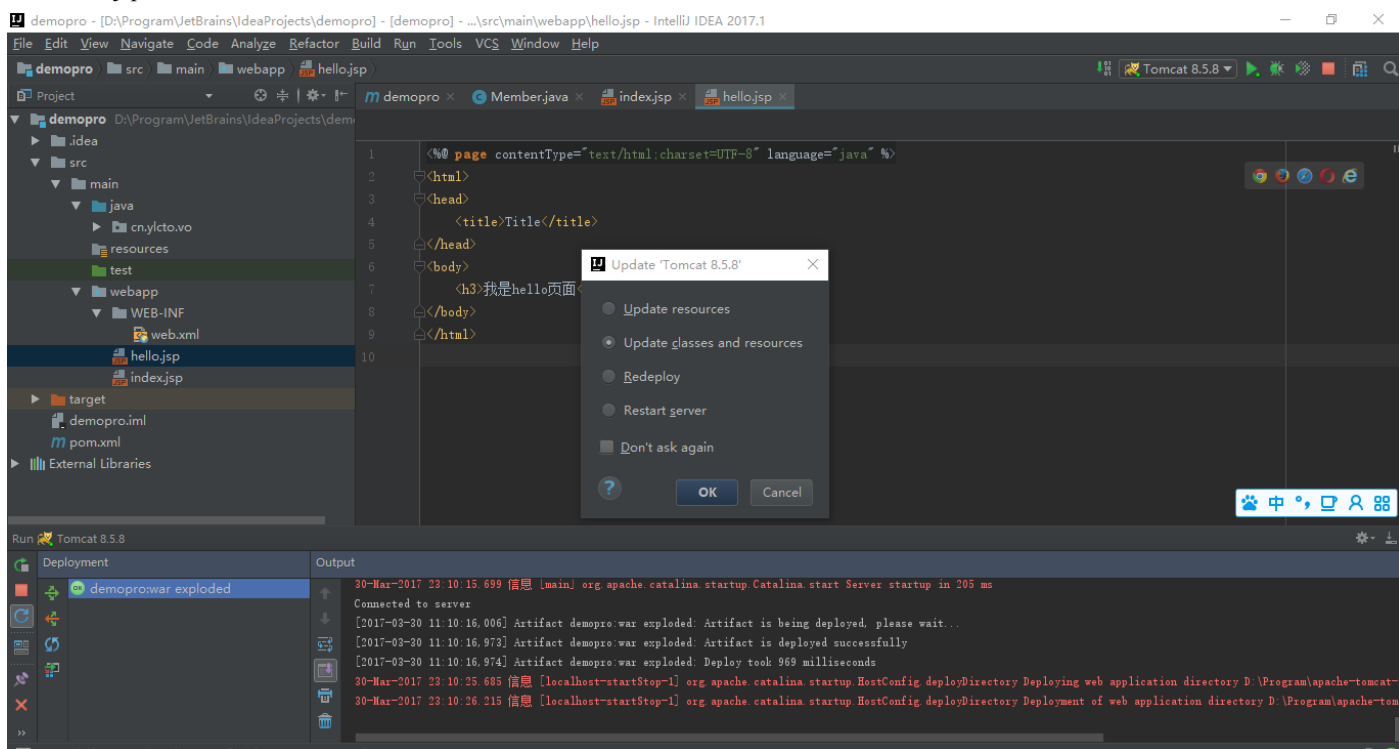 demopro - [D:\Program\JetBrains\IdeaProjects\demopro] - [demopro] - ...\src\main\webapp\hello.jsp - IntelliJ IDEA 2017.1
File Edit View Navigate Code Analyze Refactor Build Run Tools VCS Window Help
demopro src main webapp hello.jsp Tomcat 8.5.8
Project demopro Member.java index.jsp hello.jsp
demopro D:\Program\JetBrains\IdeaProjects\dem
.idea
src
main
java
cn.ylcto.vo
resources
test
webapp
WEB-INF
web.xml
hello.jsp
index.jsp
target
demopro.iml
pom.xml
External Libraries
1 <%@ page contentType="text/html;charset=UTF-8" language="java" %>
2 <html>
3 <head>
4 <title>Title</title>
5 </head>
6 <body>
7 <h3>我是hello页面<
8 </body>
9 </html>
10
Update 'Tomcat 8.5.8'
Update resources
Update classes and resources
Redeploy
Restart server
Don't ask again
? OK Cancel
中 °,
Run Tomcat 8.5.8
Deployment Output
demopro:war exploded
30-Mar-2017 23:10:15.699 信息 [main] org.apache.catalina.startup.Catalina.start Server startup in 205 ms
Connected to server
[2017-03-30 11:10:16,006] Artifact demopro:war exploded: Artifact is being deployed, please wait...
[2017-03-30 11:10:16,973] Artifact demopro:war exploded: Artifact is deployed successfully
[2017-03-30 11:10:16,974] Artifact demopro:war exploded: Deploy took 969 milliseconds
30-Mar-2017 23:10:25.685 信息 [localhost-startStop-1] org.apache.catalina.startup.HostConfig.deployDirectory Deploying web application directory D:\Program\apache-tomcat-
30-Mar-2017 23:10:26.215 信息 [localhost-startStop-1] org.apache.catalina.startup.HostConfig.deployDirectory Deployment of web application directory D:\Program\apache-tom